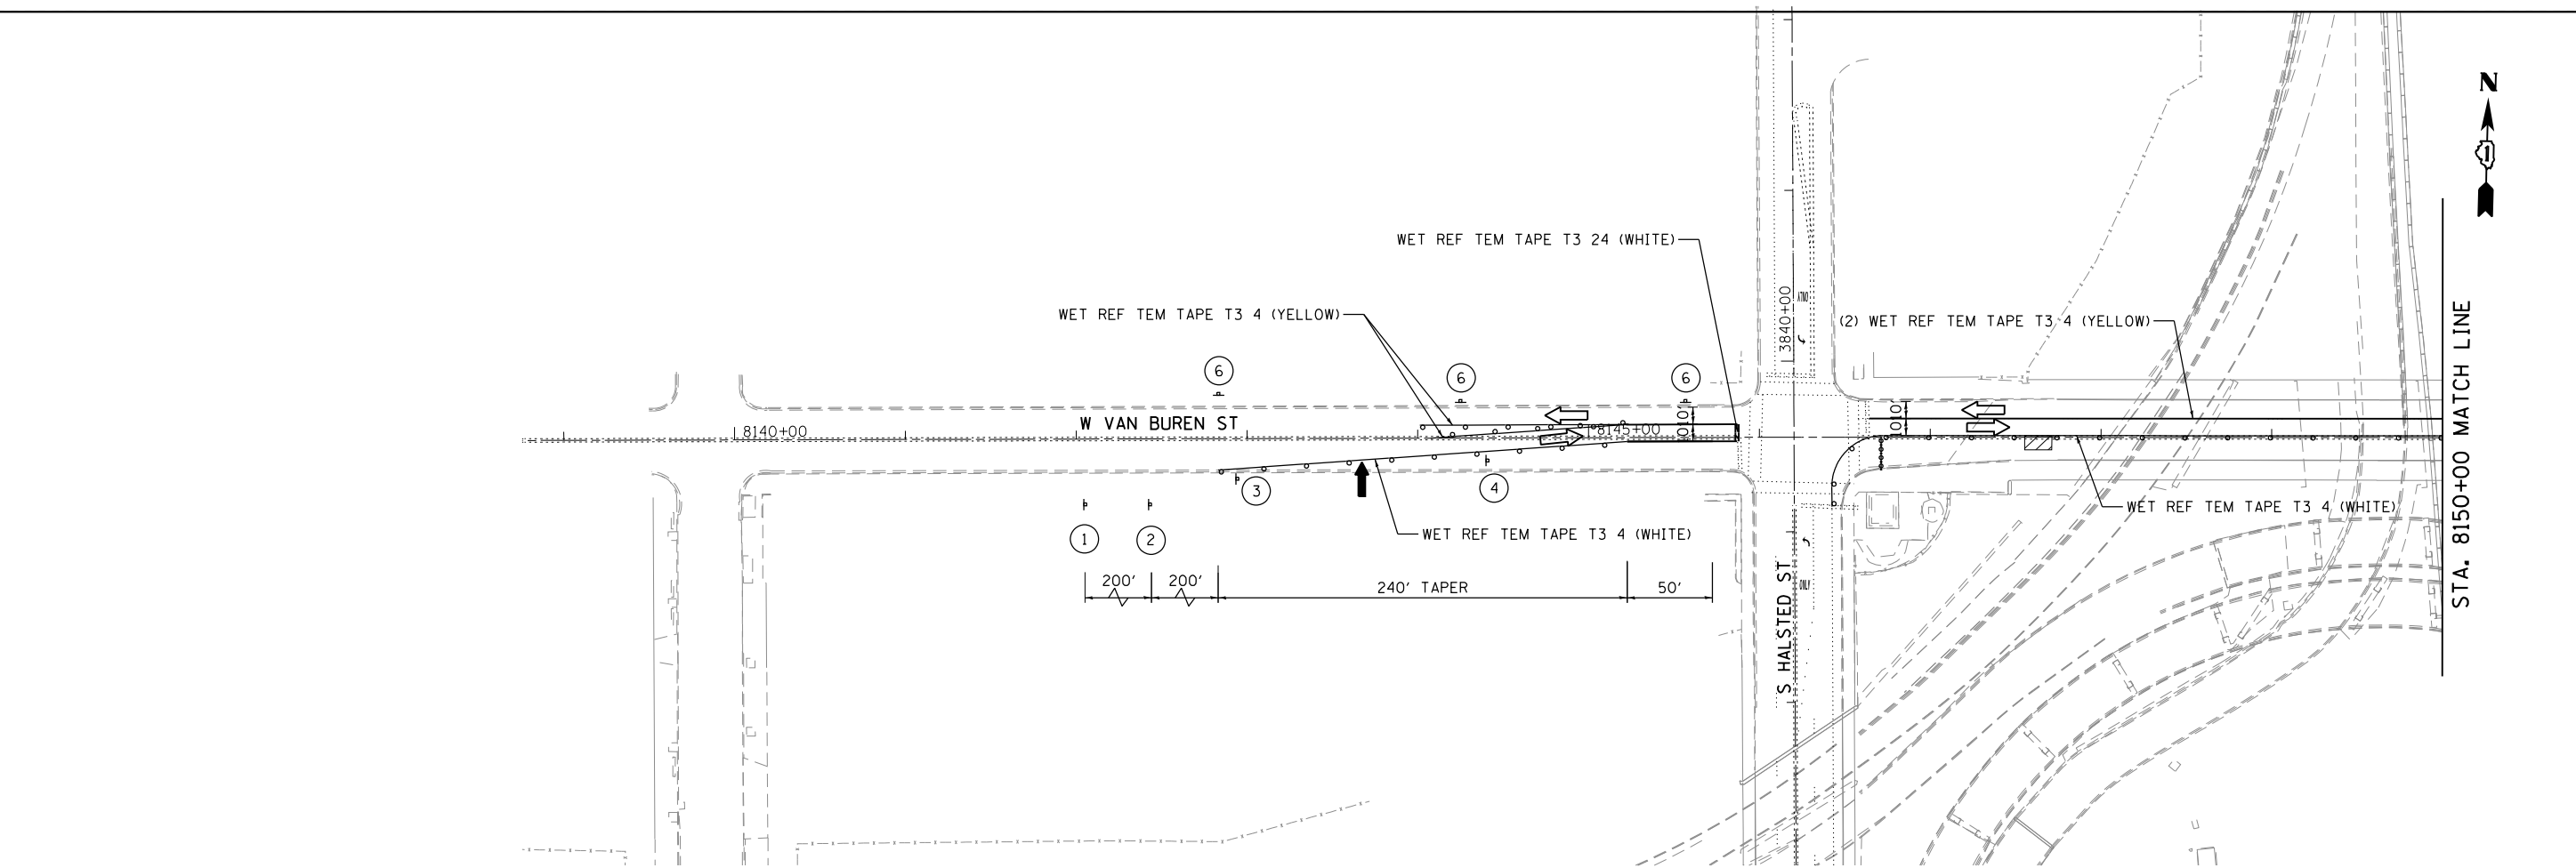 N
WET REF TEM TAPE T3 24 (WHITE)
WET REF TEM TAPE T3 4 (YELLOW)
3840+00
ONLY
(2) WET REF TEM TAPE T3 4 (YELLOW)
6
6
6
W VAN BUREN ST
8140+00
8145+00
10'
10'
10'
3
4
1
2
WET REF TEM TAPE T3 4 (WHITE)
WET REF TEM TAPE T3 4 (WHITE)
200'
200'
240' TAPER
50'
ONLY
S HALSTED ST
STA. 8150+00 MATCH LINE